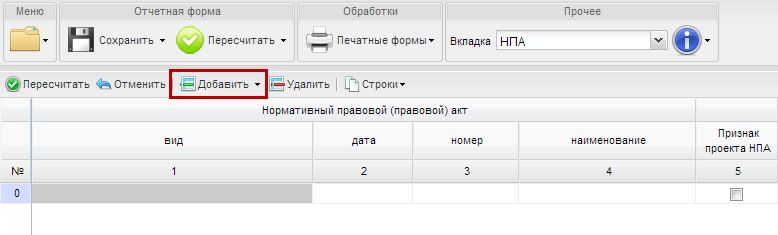 Меню Отчетная форма Обработки Прочее
Сохранить Пересчитать Печатные формы Вкладка НПА
Пересчитать Отменить Добавить Удалить Строки
Нормативный правовой (правовой) акт
вид дата номер наименование Признак проекта НПА
№ 1 2 3 4 5
0